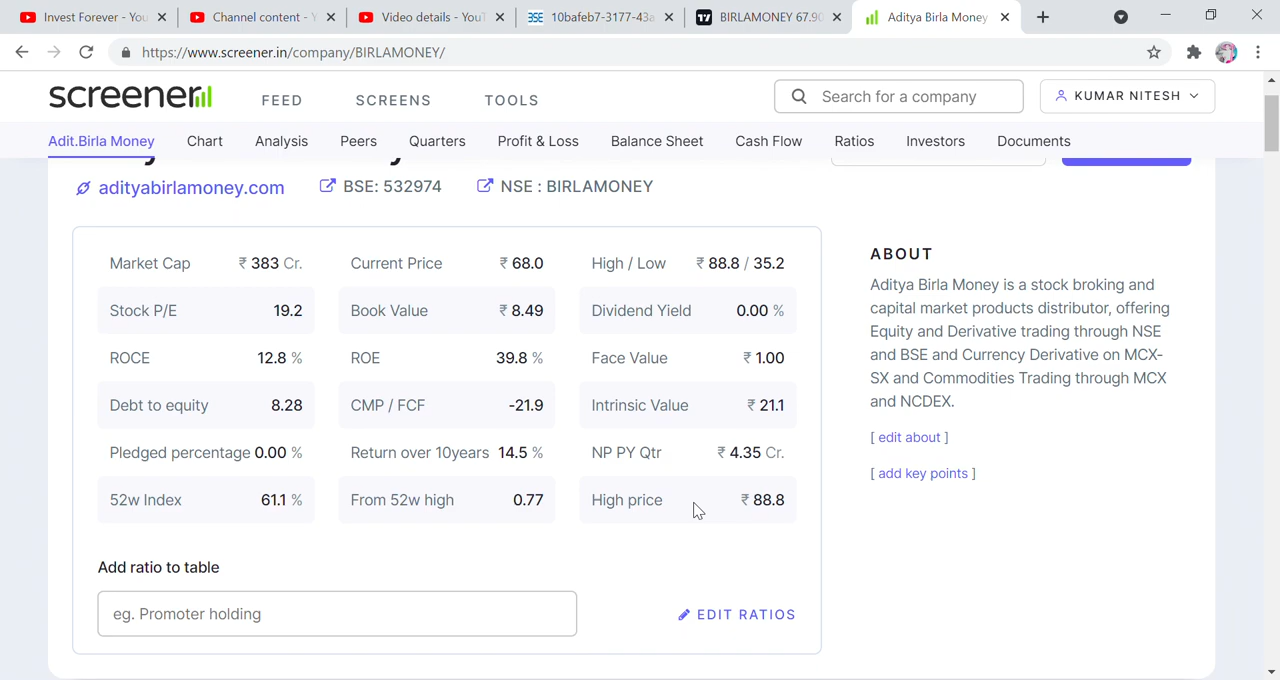 Invest Forever - You
Channel content - Y
Video details - YouT
BSE 10bafeb7-3177-43a
BIRLAMONEY 67.90
Aditya Birla Money
https://www.screener.in/company/BIRLAMONEY/
screener
FEED
SCREENS
TOOLS
Search for a company
KUMAR NITESH
Adit.Birla Money
Chart
Analysis
Peers
Quarters
Profit & Loss
Balance Sheet
Cash Flow
Ratios
Investors
Documents
adityabirlamoney.com
BSE: 532974
NSE : BIRLAMONEY
Market Cap ₹ 383 Cr.
Current Price ₹ 68.0
High / Low ₹ 88.8 / 35.2
Stock P/E 19.2
Book Value ₹ 8.49
Dividend Yield 0.00 %
ROCE 12.8 %
ROE 39.8 %
Face Value ₹ 1.00
Debt to equity 8.28
CMP / FCF -21.9
Intrinsic Value ₹ 21.1
Pledged percentage 0.00 %
Return over 10years 14.5 %
NP PY Qtr ₹ 4.35 Cr.
52w Index 61.1 %
From 52w high 0.77
High price ₹ 88.8
Add ratio to table
eg. Promoter holding
EDIT RATIOS
ABOUT
Aditya Birla Money is a stock broking and
capital market products distributor, offering
Equity and Derivative trading through NSE
and BSE and Currency Derivative on MCX-
SX and Commodities Trading through MCX
and NCDEX.
[ edit about ]
[ add key points ]